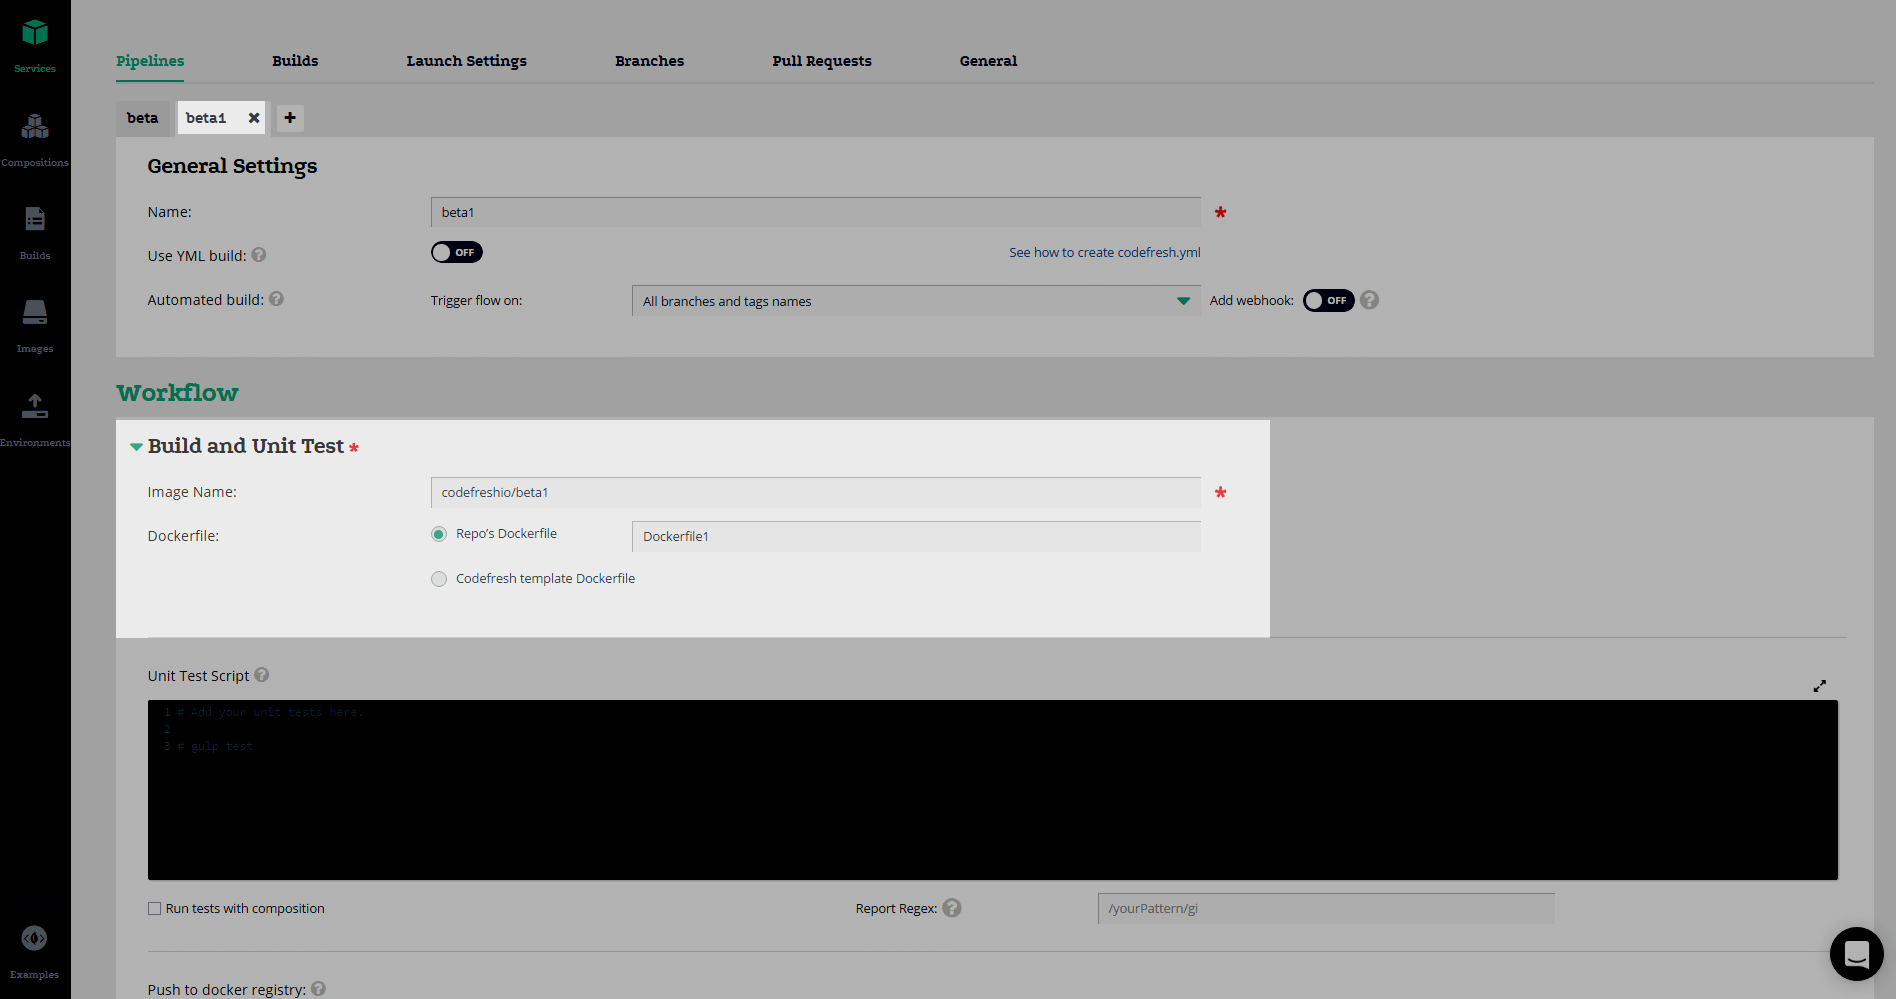 Services
Compositions
Builds
Images
Environments
Examples
Pipelines Builds Launch Settings Branches Pull Requests General
beta beta1
General Settings
Name: beta1 *
Use YML build: ? OFF See how to create codefresh.yml
Automated build: ? Trigger flow on: All branches and tags names Add webhook: OFF ?
Workflow
Build and Unit Test *
Image Name: codefreshio/beta1 *
Dockerfile: Repo's Dockerfile Dockerfile1
Codefresh template Dockerfile
Unit Test Script ?
1 # Add your unit tests here.
2
3 # gulp test
Run tests with composition Report Regex: ? /yourPattern/gi
Push to docker registry: ?